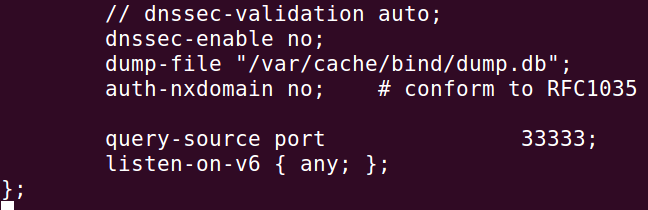 // dnssec-validation auto;
dnssec-enable no;
dump-file "/var/cache/bind/dump.db";
auth-nxdomain no;    # conform to RFC1035
query-source port               33333;
listen-on-v6 { any; };
};